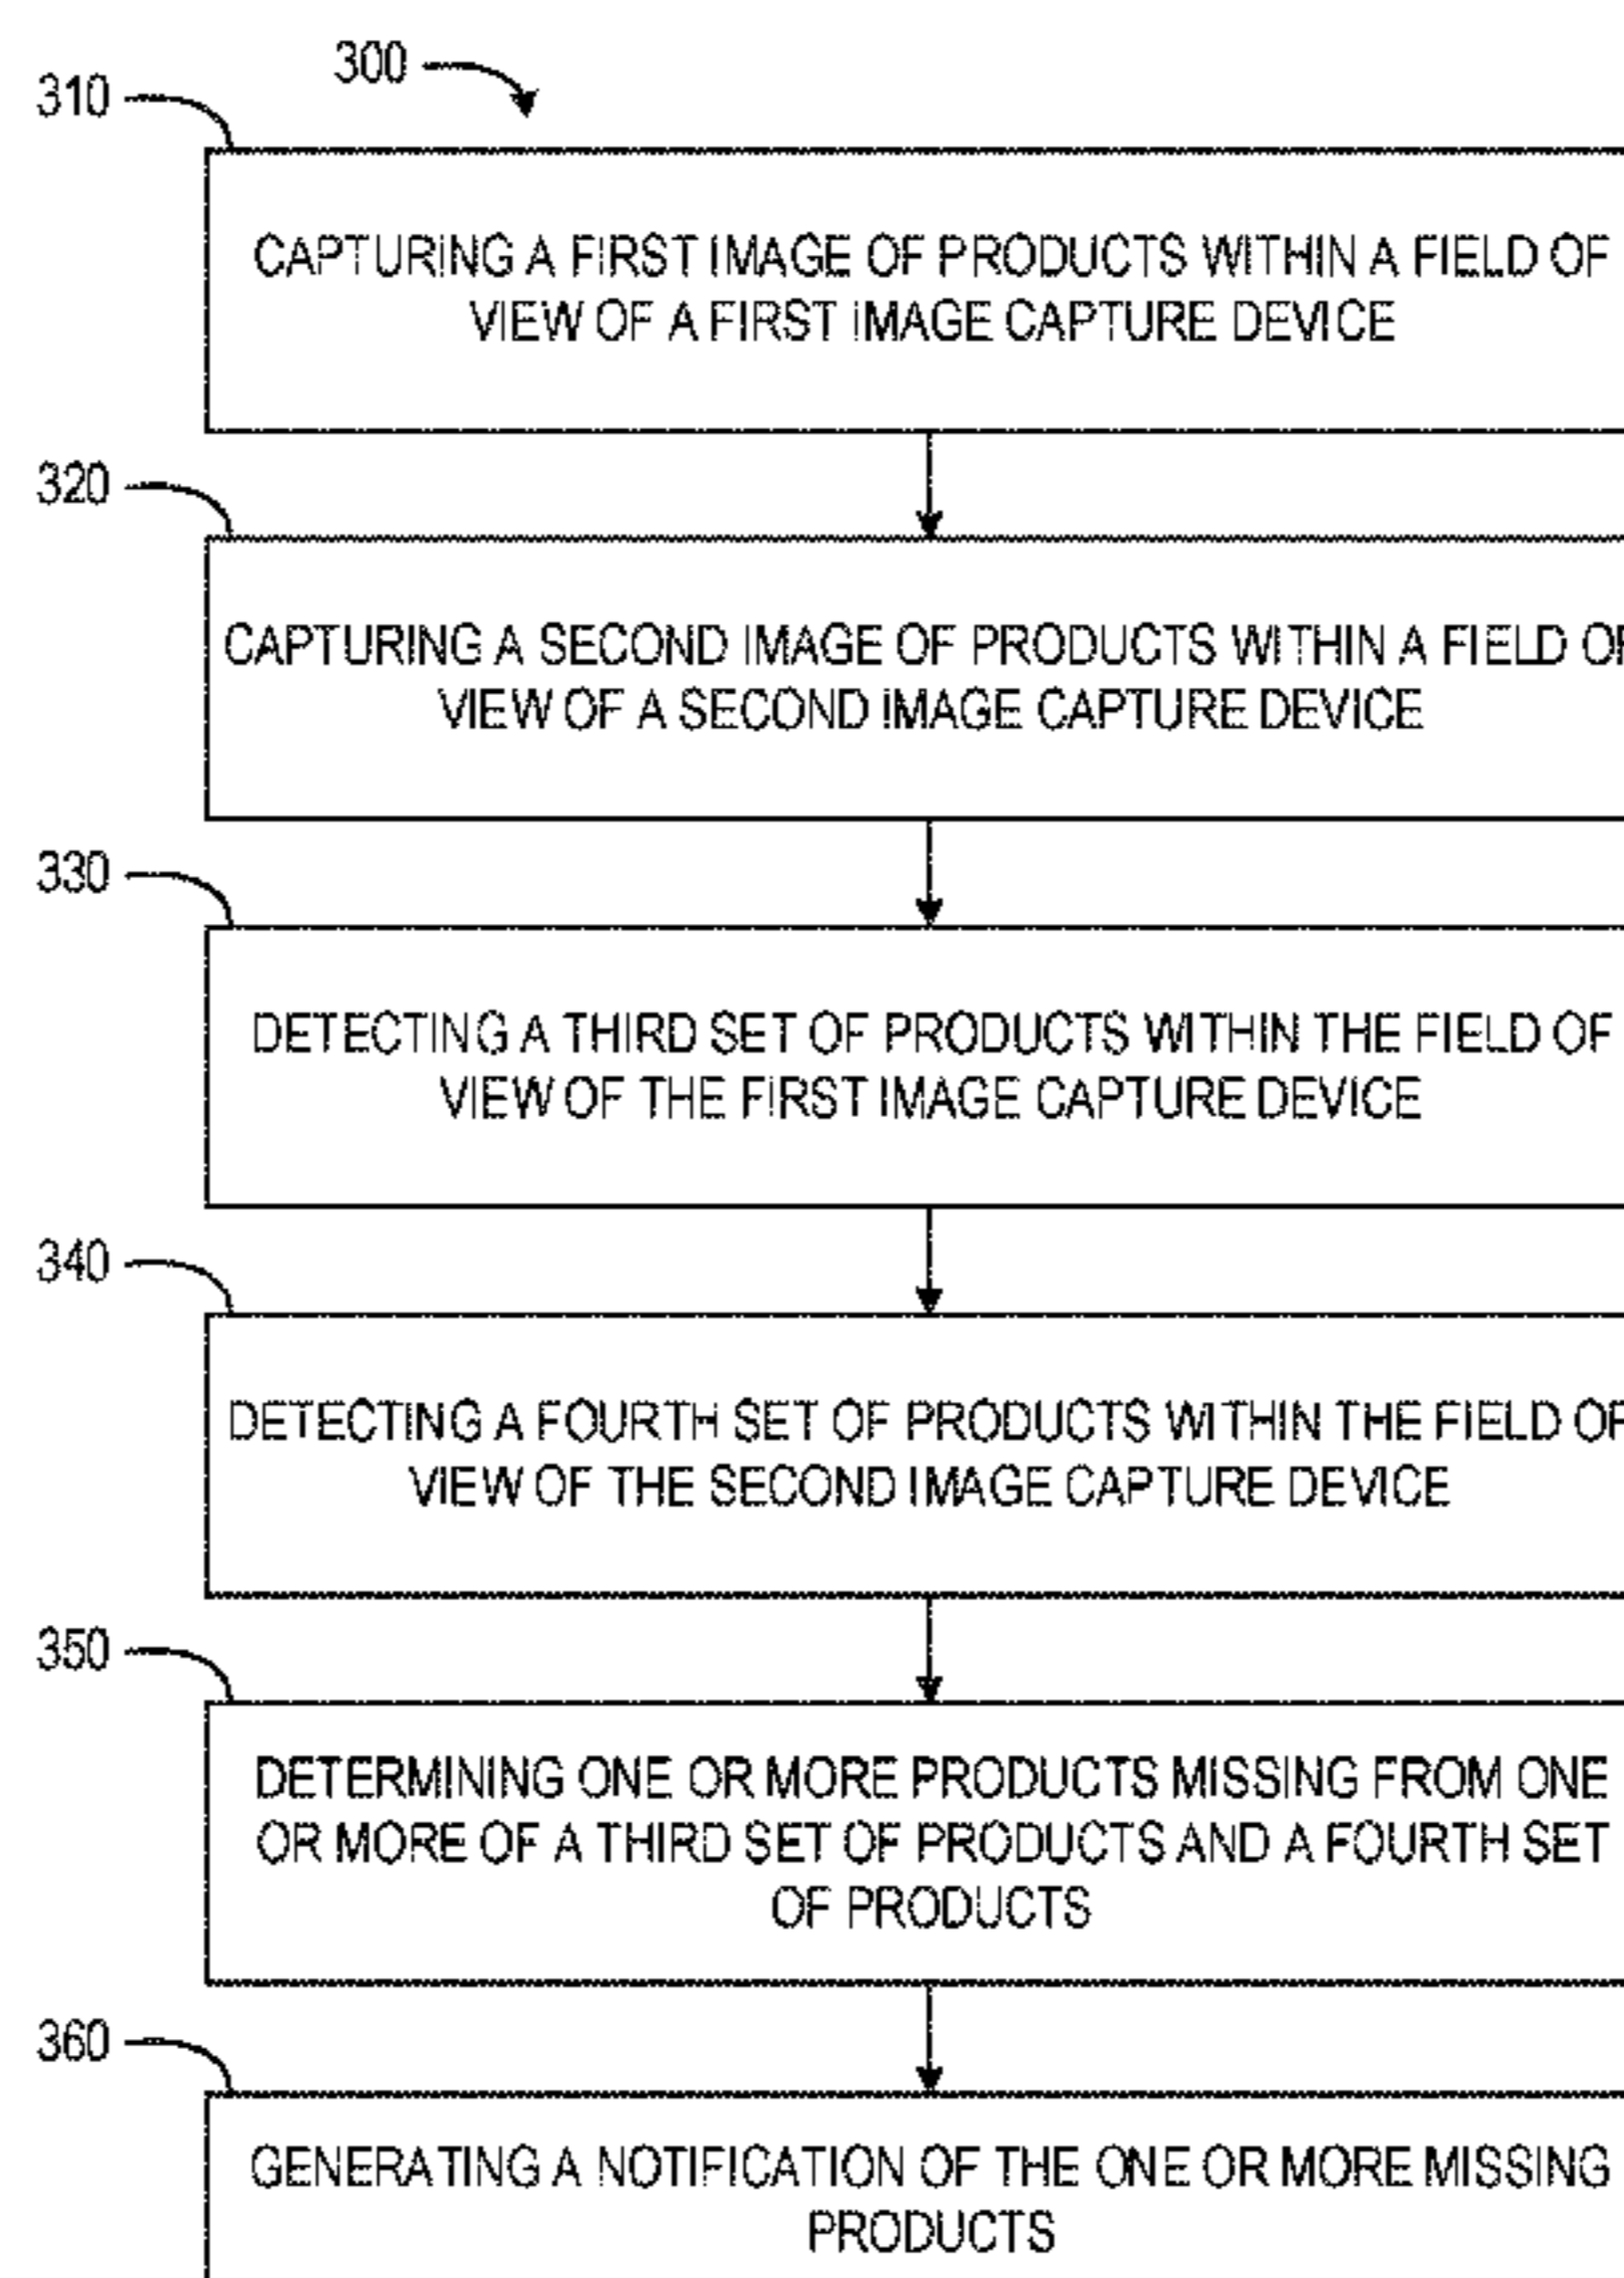 300
310
CAPTURING A FIRST IMAGE OF PRODUCTS WITHIN A FIELD OF
VIEW OF A FIRST IMAGE CAPTURE DEVICE
320
CAPTURING A SECOND IMAGE OF PRODUCTS WITHIN A FIELD OF
VIEW OF A SECOND IMAGE CAPTURE DEVICE
330
DETECTING A THIRD SET OF PRODUCTS WITHIN THE FIELD OF
VIEW OF THE FIRST IMAGE CAPTURE DEVICE
340
DETECTING A FOURTH SET OF PRODUCTS WITHIN THE FIELD OF
VIEW OF THE SECOND IMAGE CAPTURE DEVICE
350
DETERMINING ONE OR MORE PRODUCTS MISSING FROM ONE
OR MORE OF A THIRD SET OF PRODUCTS AND A FOURTH SET
OF PRODUCTS
360
GENERATING A NOTIFICATION OF THE ONE OR MORE MISSING
PRODUCTS